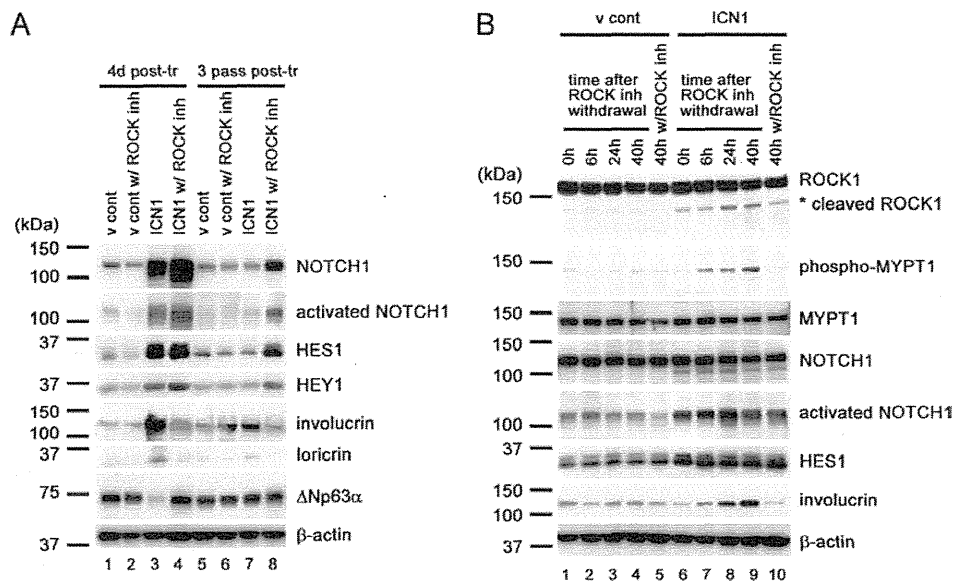 A
4d post-tr
3 pass post-tr
v cont
v cont w/ ROCK inh
ICN1
ICN1 w/ ROCK inh
v cont
v cont w/ ROCK inh
ICN1
ICN1 w/ ROCK inh
(kDa)
150
100
NOTCH1
100
activated NOTCH1
37
HES1
37
HEY1
150
100
involucrin
37
loricrin
75
ΔNp63α
37
β-actin
1 2 3 4 5 6 7 8
B
v cont
ICN1
time after
ROCK inh
withdrawal
40h w/ROCK inh
time after
ROCK inh
withdrawal
40h w/ROCK inh
0h 6h 24h 40h
0h 6h 24h 40h
(kDa)
150
ROCK1
* cleaved ROCK1
150
phospho-MYPT1
150
MYPT1
150
100
NOTCH1
100
activated NOTCH1
37
HES1
150
100
involucrin
37
β-actin
1 2 3 4 5 6 7 8 9 10